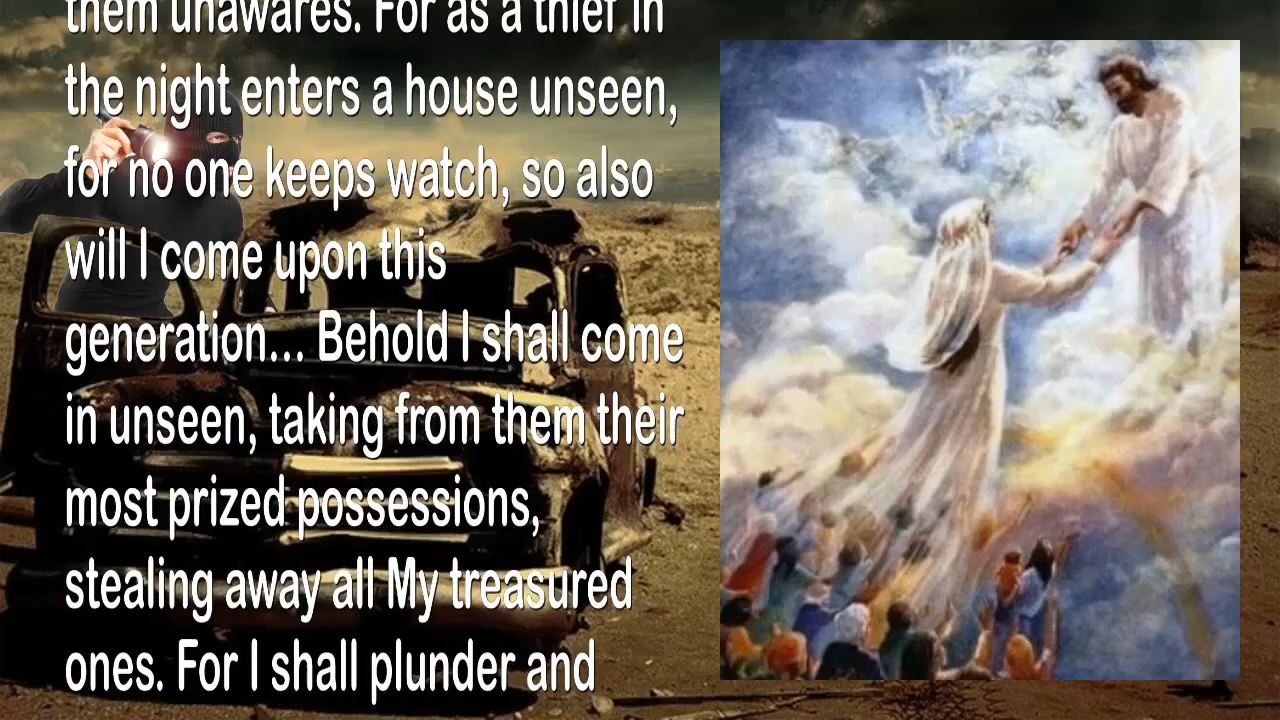 them unawares. For as a thief in
the night enters a house unseen,
for no one keeps watch, so also
will I come upon this
generation… Behold I shall come
in unseen, taking from them their
most prized possessions,
stealing away all My treasured
ones. For I shall plunder and